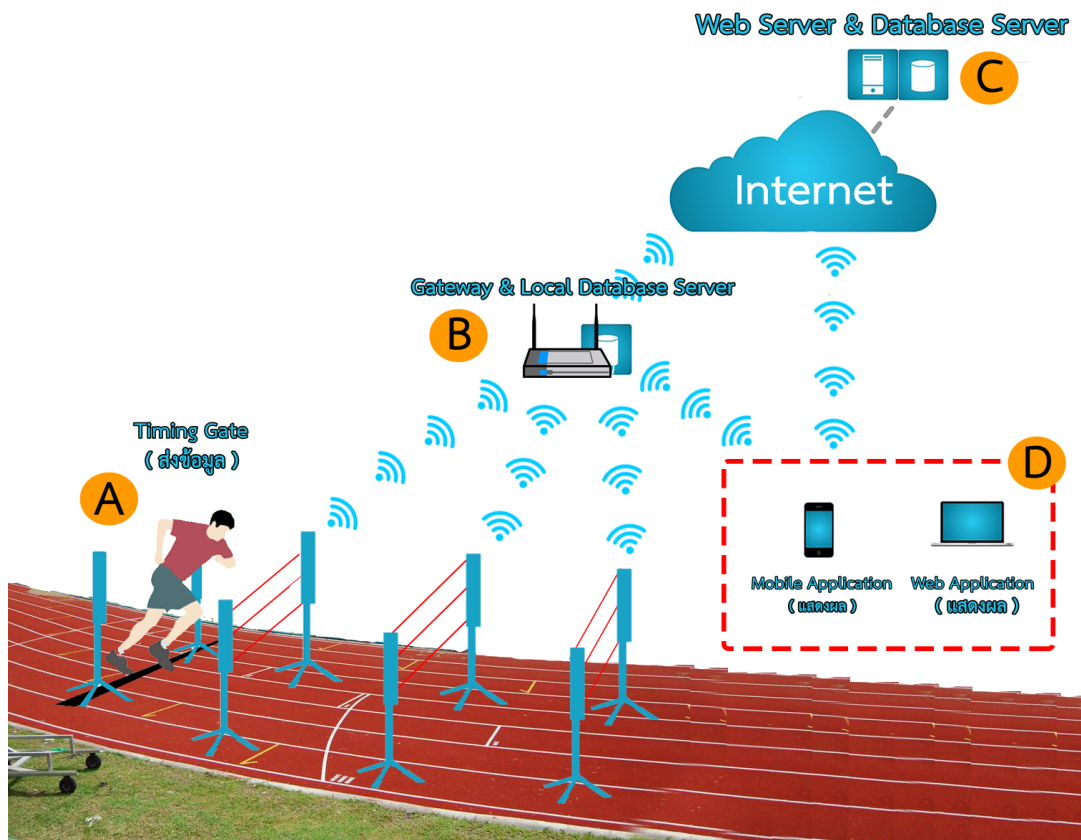 Web Server & Database Server
C
Internet
Gateway & Local Database Server
B
Timing Gate
( ส่งข้อมูล )
A
D
Mobile Application
( แสดงผล )
Web Application
( แสดงผล )